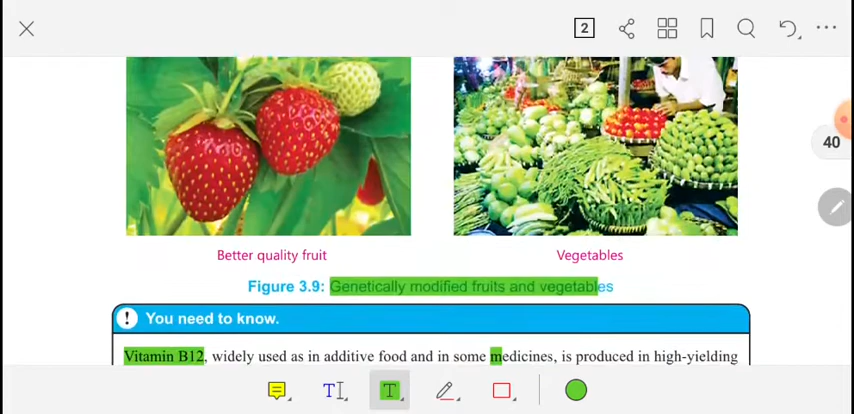 2
40
Better quality fruit
Vegetables
Figure 3.9: Genetically modified fruits and vegetables
! You need to know.
Vitamin B12, widely used as in additive food and in some medicines, is produced in high-yielding
T
T